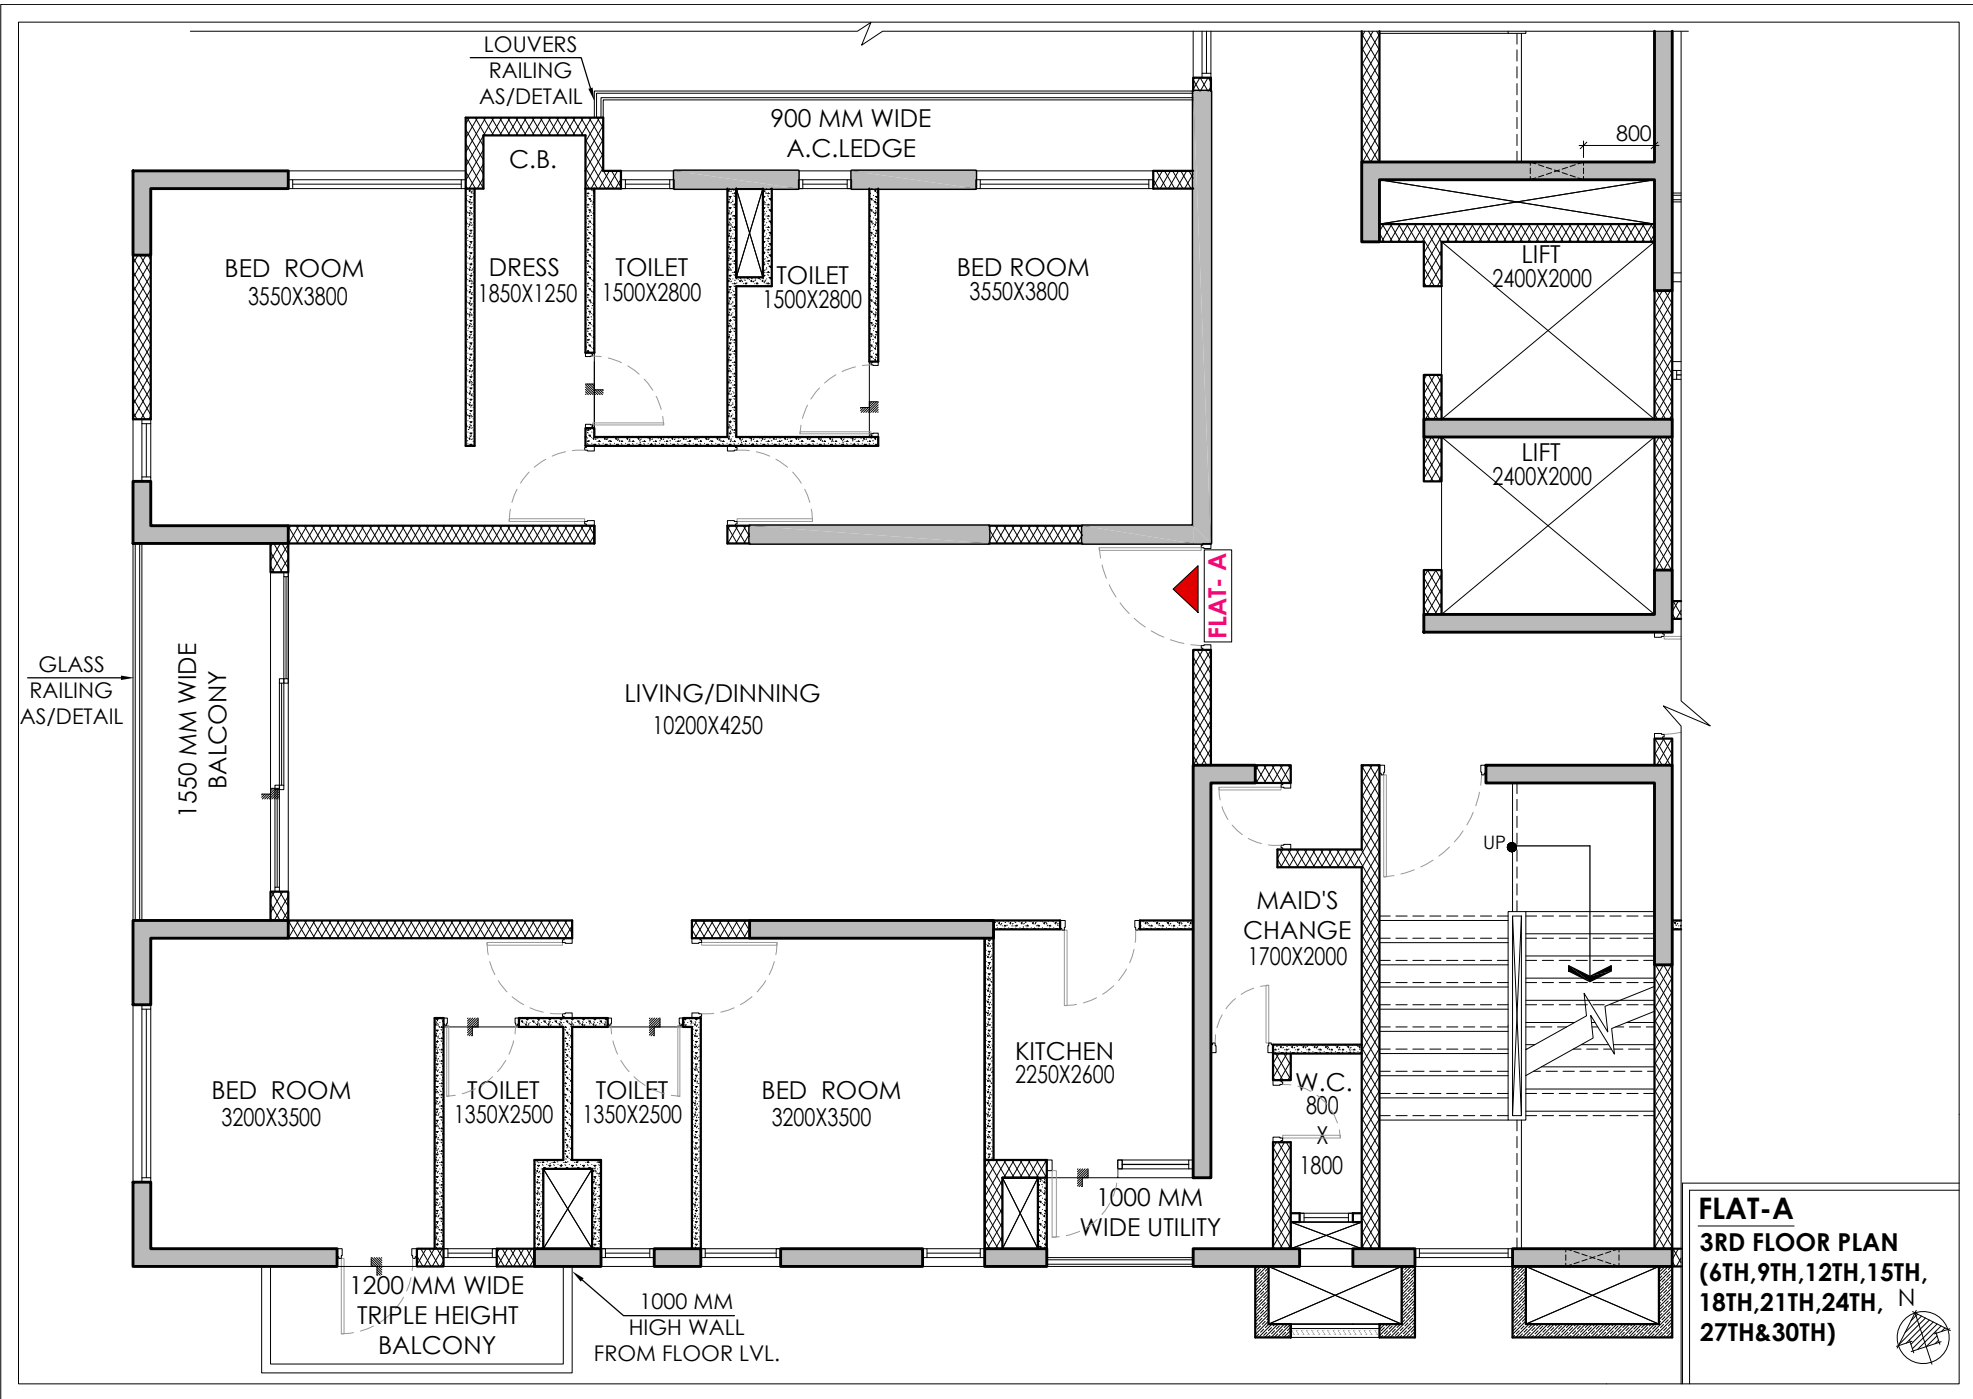 LOUVERS
RAILING
AS/DETAIL
900 MM WIDE
A.C.LEDGE
800
C.B.
BED ROOM
3550X3800
DRESS
1850X1250
TOILET
1500X2800
TOILET
1500X2800
BED ROOM
3550X3800
LIFT
2400X2000
LIFT
2400X2000
FLAT- A
GLASS
RAILING
AS/DETAIL
1550 MM WIDE
BALCONY
LIVING/DINNING
10200X4250
UP
MAID'S
CHANGE
1700X2000
KITCHEN
2250X2600
BED ROOM
3200X3500
TOILET
1350X2500
TOILET
1350X2500
BED ROOM
3200X3500
W.C.
800
X
1800
1000 MM
WIDE UTILITY
1200 MM WIDE
TRIPLE HEIGHT
BALCONY
1000 MM
HIGH WALL
FROM FLOOR LVL.
FLAT-A
3RD FLOOR PLAN
(6TH,9TH,12TH,15TH,
18TH,21TH,24TH,
27TH&30TH)
N